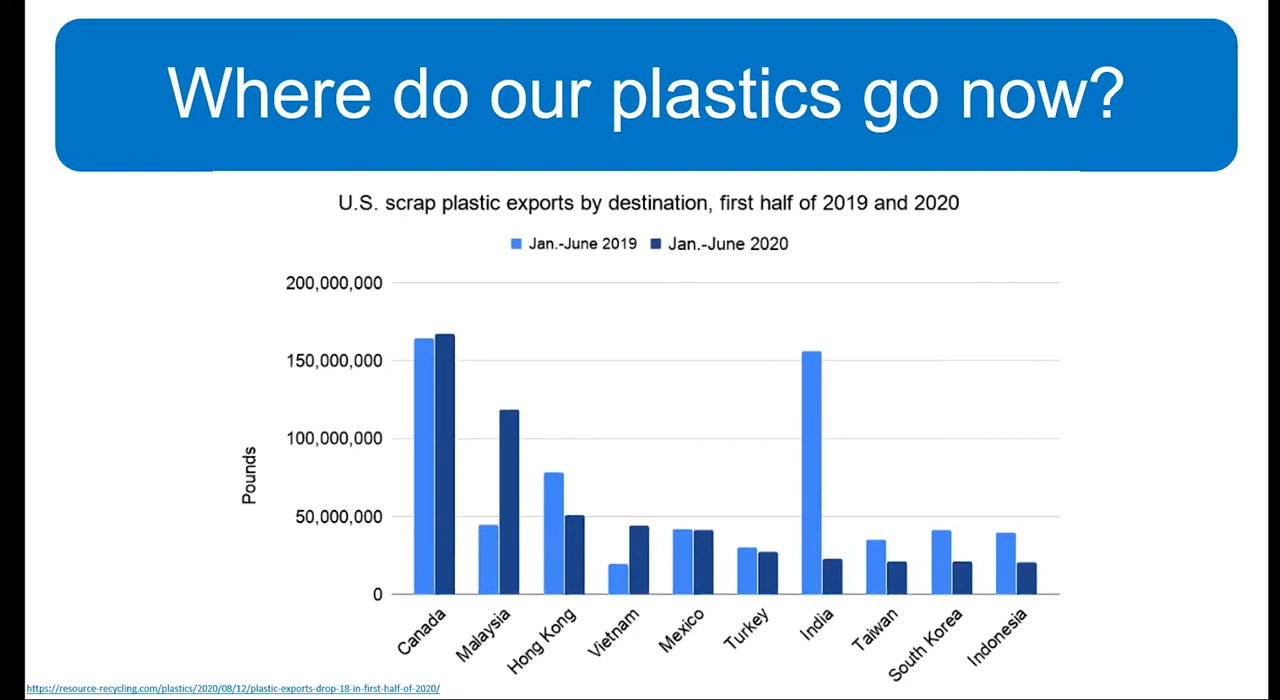 Where do our plastics go now?
U.S. scrap plastic exports by destination, first half of 2019 and 2020
Jan.-June 2019 Jan.-June 2020
200,000,000
150,000,000
100,000,000
50,000,000
0
Pounds
Canada Malaysia Hong Kong Vietnam Mexico Turkey India Taiwan South Korea Indonesia
https://resource-recycling.com/plastics/2020/08/12/plastic-exports-drop-18-in-first-half-of-2020/